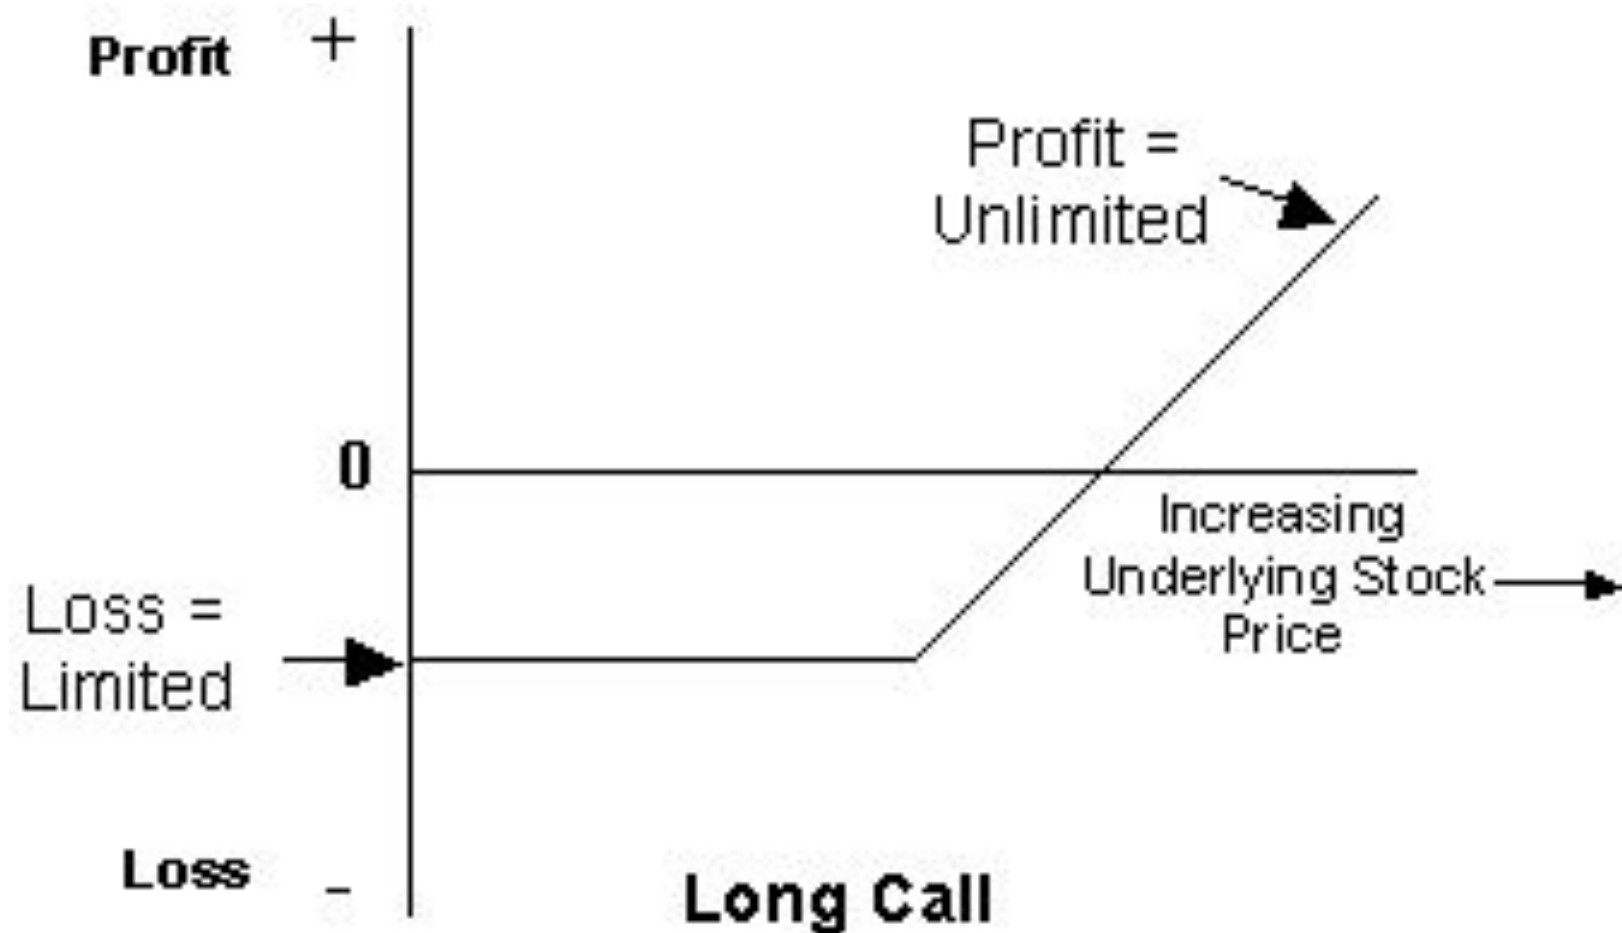 Profit +
Profit =
Unlimited
0
Increasing
Underlying Stock
Price
Loss =
Limited
Loss -
Long Call